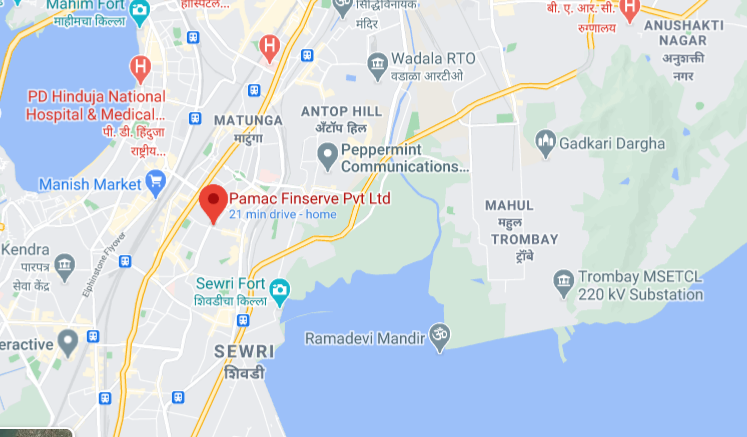 Mahim Fort
माहीमचा किल्ला
हॉस्पिटल...
सिद्धिविनायक
मंदिर
बी. ए. आर. सी.
रुग्णालय
ANUSHAKTI
NAGAR
अनुशक्ती
नगर
Wadala RTO
वडाळा आरटीओ
PD Hinduja National
Hospital & Medical...
पी. डी. हिंदुजा
राष्ट्रीय...
MATUNGA
माटुंगा
ANTOP HILL
अँटॉप हिल
Peppermint
Communications...
Gadkari Dargha
Manish Market
Pamac Finserve Pvt Ltd
21 min drive - home
MAHUL
महुल
TROMBAY
ट्रॉंबे
Kendra
पारपत्र
सेवा केंद्र
Elphinstone Flyover
Sewri Fort
शिवडीचा किल्ला
Trombay MSETCL
220 kV Substation
eractive
SEWRI
शिवडी
Ramadevi Mandir